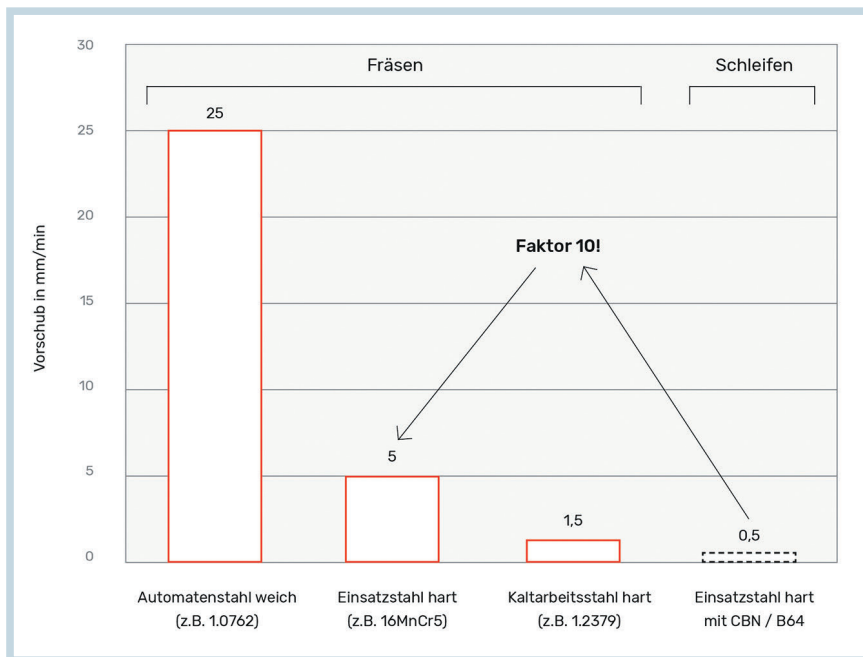 30
Fräsen
Schleifen
25
25
20
Faktor 10!
15
10
5
5
1,5
0,5
0
Vorschub in mm/min
Automatenstahl weich
(z.B. 1.0762)
Einsatzstahl hart
(z.B. 16MnCr5)
Kaltarbeitsstahl hart
(z.B. 1.2379)
Einsatzstahl hart
mit CBN / B64